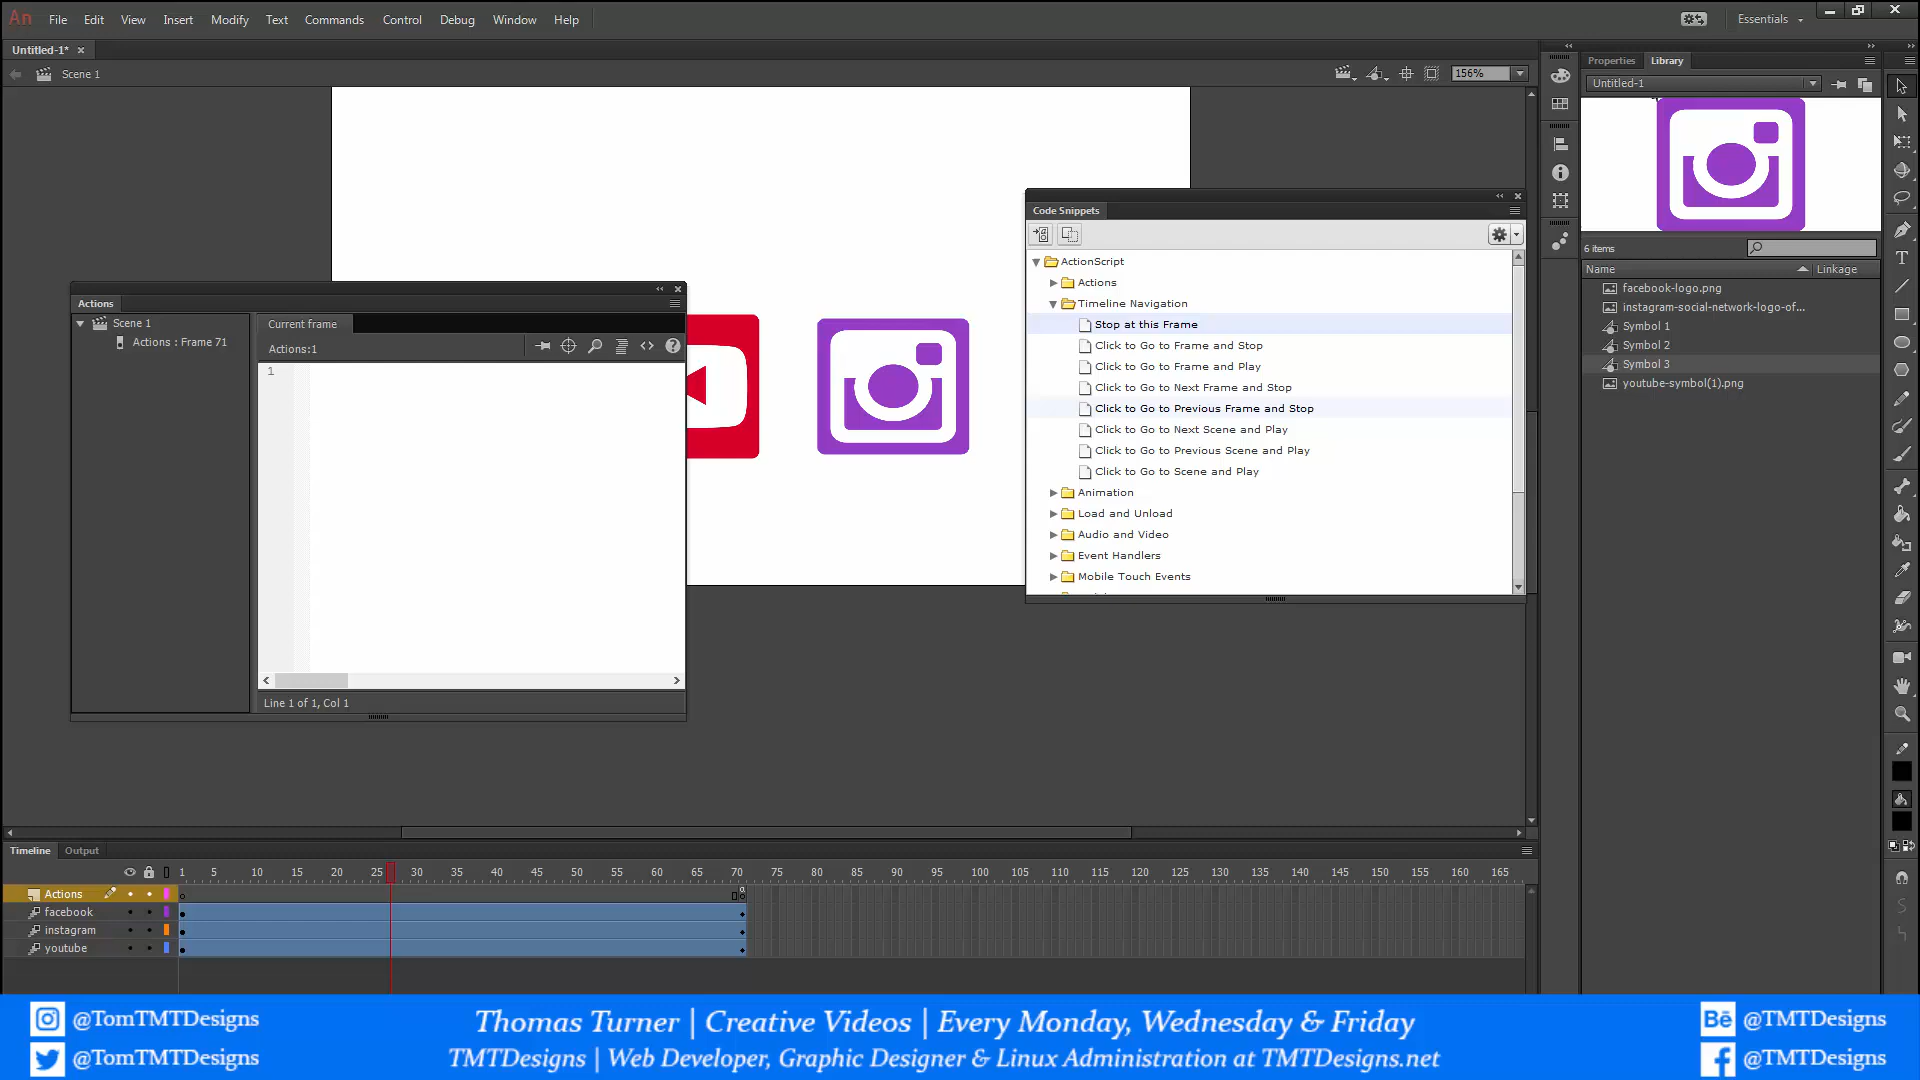 An File Edit View Insert Modify Text Commands Control Debug Window Help Essentials
Untitled-1*
Scene 1 156%
Properties Library
Untitled-1
6 items
Name Linkage
facebook-logo.png
instagram-social-network-logo-of...
Symbol 1
Symbol 2
Symbol 3
youtube-symbol(1).png
Code Snippets
ActionScript
Actions
Timeline Navigation
Stop at this Frame
Click to Go to Frame and Stop
Click to Go to Frame and Play
Click to Go to Next Frame and Stop
Click to Go to Previous Frame and Stop
Click to Go to Next Scene and Play
Click to Go to Previous Scene and Play
Click to Go to Scene and Play
Animation
Load and Unload
Audio and Video
Event Handlers
Mobile Touch Events
Actions
Scene 1
Actions : Frame 71
Current frame
Actions:1
1
Line 1 of 1, Col 1
Timeline Output
1 5 10 15 20 25 30 35 40 45 50 55 60 65 70 75 80 85 90 95 100 105 110 115 120 125 130 135 140 145 150 155 160 165
Actions
facebook
instagram
youtube
@TomTMTDesigns
@TomTMTDesigns
Thomas Turner | Creative Videos | Every Monday, Wednesday & Friday
TMTDesigns | Web Developer, Graphic Designer & Linux Administration at TMTDesigns.net
Bē @TMTDesigns
@TMTDesigns